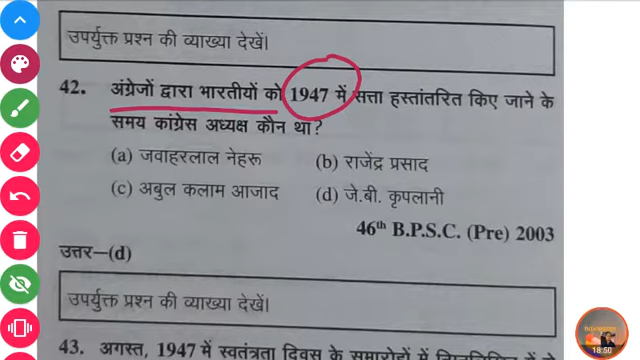 उपर्युक्त प्रश्न की व्याख्या देखें।
42. अंग्रेजों द्वारा भारतीयों को 1947 में सत्ता हस्तांतरित किए जाने के
समय कांग्रेस अध्यक्ष कौन था?
(a) जवाहरलाल नेहरू (b) राजेंद्र प्रसाद
(c) अबुल कलाम आजाद (d) जे.बी. कृपलानी
46th B.P.S.C. (Pre) 2003
उत्तर—(d)
उपर्युक्त प्रश्न की व्याख्या देखें।
43. अगस्त, 1947 में स्वतंत्रता दिवस के समारोहों में
18:50